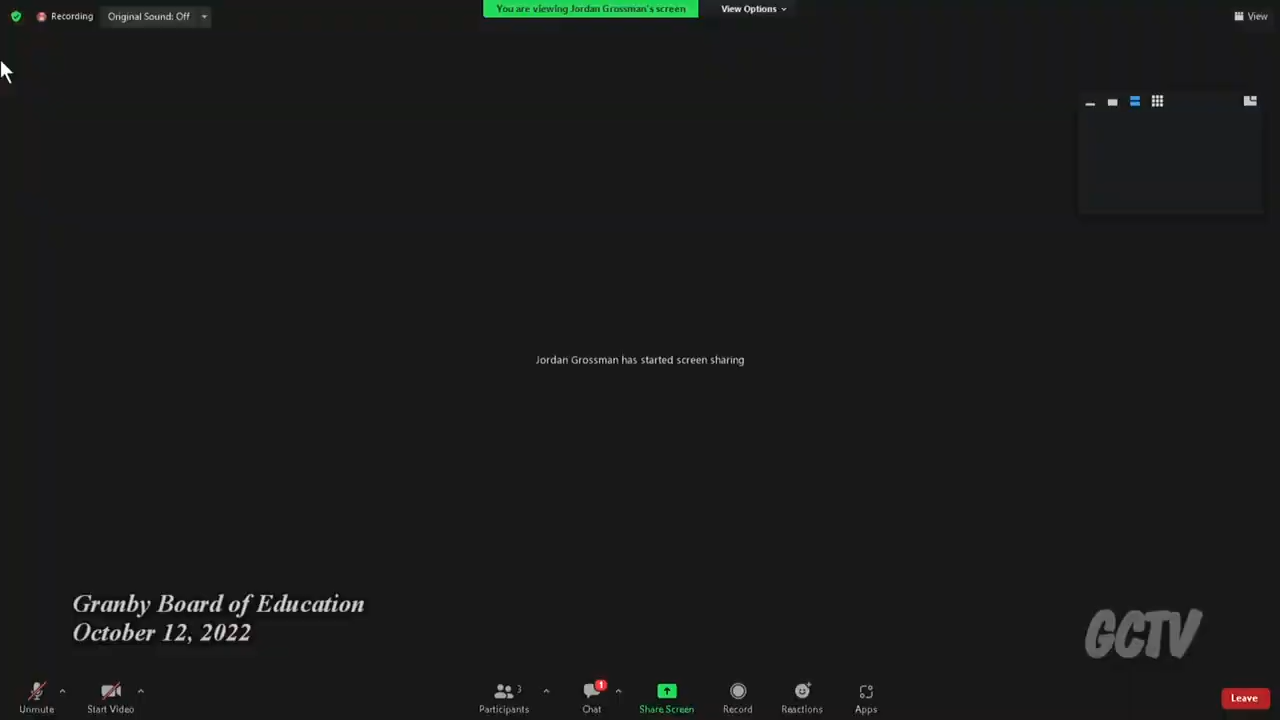 Recording
Original Sound: Off
You are viewing Jordan Grossman's screen
View Options
View
Jordan Grossman has started screen sharing
Granby Board of Education
October 12, 2022
GCTV
Unmute
Start Video
3
Participants
1
Chat
Share Screen
Record
Reactions
Apps
Leave